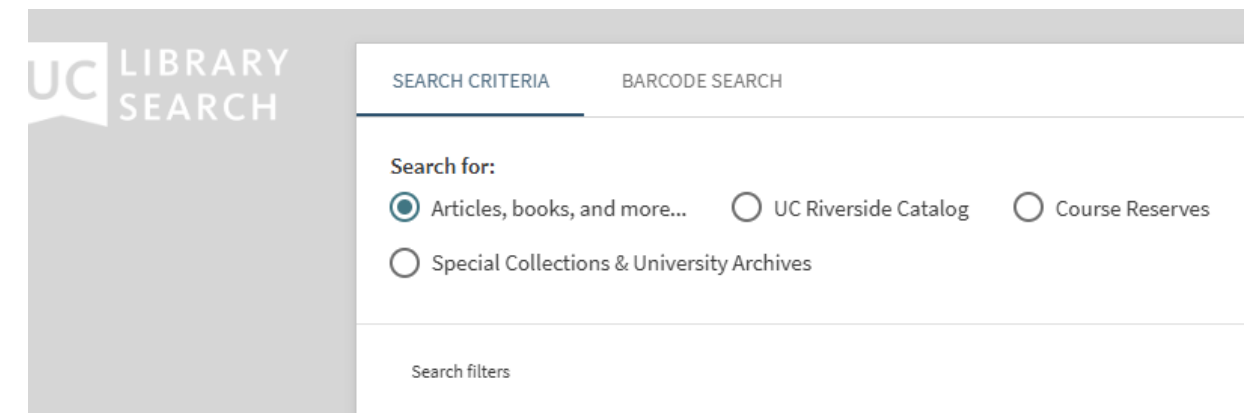 UC LIBRARY SEARCH
SEARCH CRITERIA BARCODE SEARCH
Search for:
Articles, books, and more... UC Riverside Catalog Course Reserves
Special Collections & University Archives
Search filters